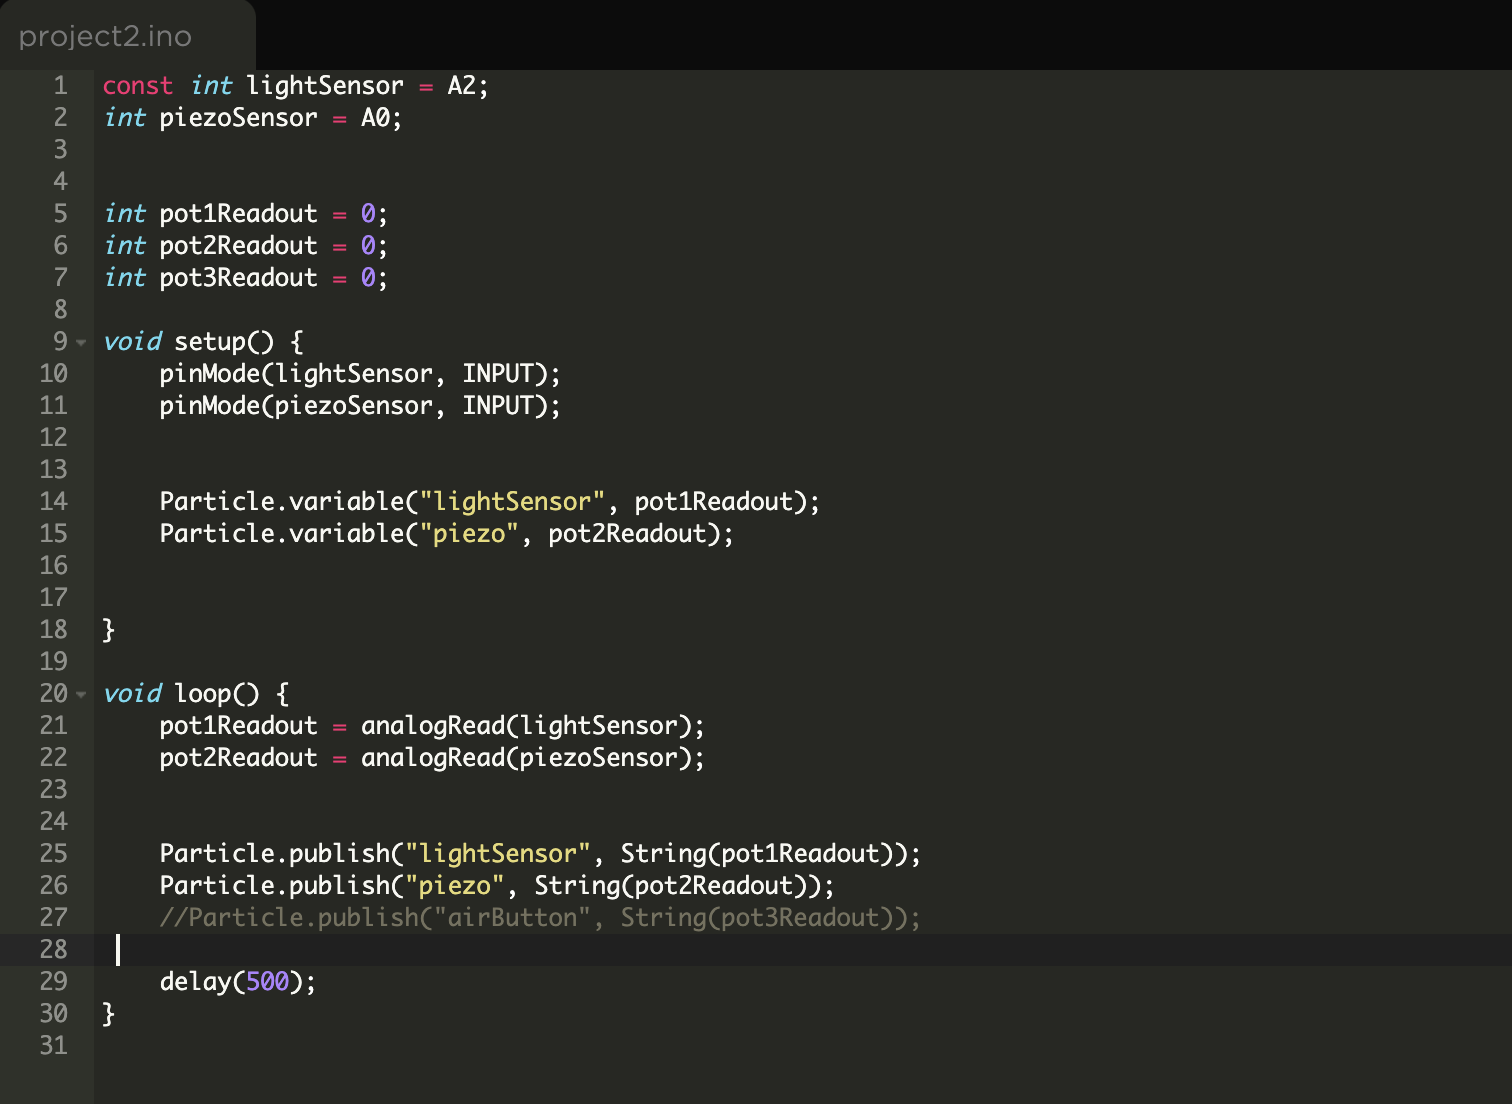 project2.ino
1 const int lightSensor = A2;
2 int piezoSensor = A0;
3
4
5 int pot1Readout = 0;
6 int pot2Readout = 0;
7 int pot3Readout = 0;
8
9 void setup() {
10     pinMode(lightSensor, INPUT);
11     pinMode(piezoSensor, INPUT);
12
13
14     Particle.variable("lightSensor", pot1Readout);
15     Particle.variable("piezo", pot2Readout);
16
17
18 }
19
20 void loop() {
21     pot1Readout = analogRead(lightSensor);
22     pot2Readout = analogRead(piezoSensor);
23
24
25     Particle.publish("lightSensor", String(pot1Readout));
26     Particle.publish("piezo", String(pot2Readout));
27     //Particle.publish("airButton", String(pot3Readout));
28
29     delay(500);
30 }
31